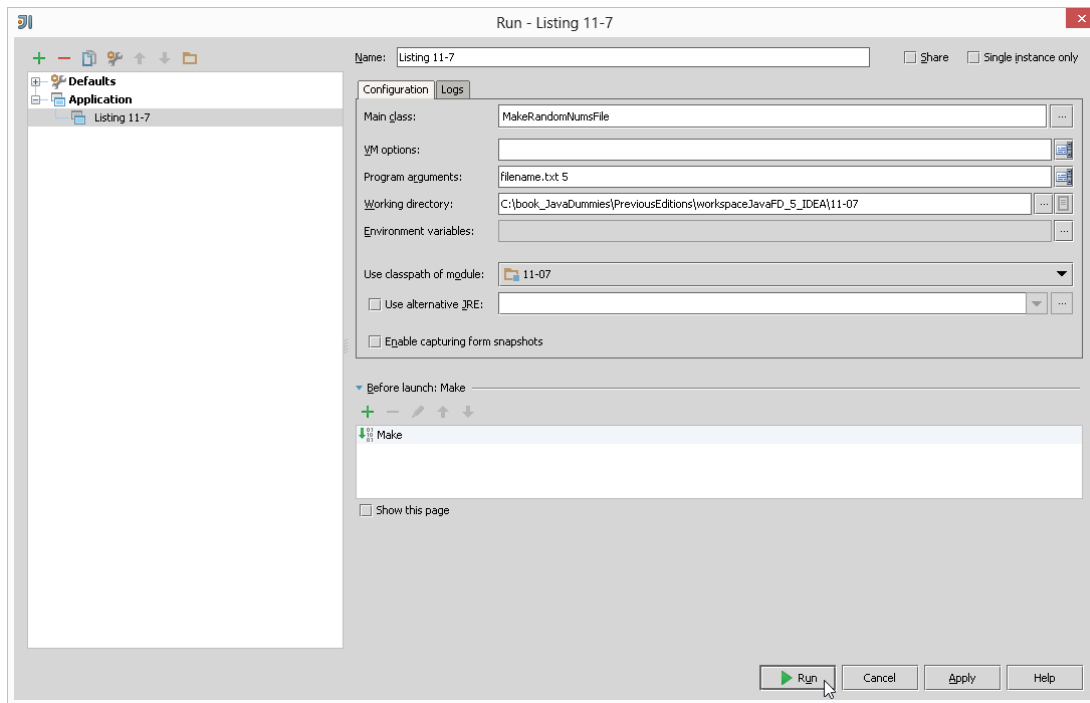 Run - Listing 11-7
Defaults
Application
Listing 11-7
Name: Listing 11-7
Share
Single instance only
Configuration
Logs
Main class: MakeRandomNumsFile
VM options:
Program arguments: filename.txt 5
Working directory: C:\book_JavaDummies\PreviousEditions\workspaceJavaFD_5_IDEA\11-07
Environment variables:
Use classpath of module: 11-07
Use alternative JRE:
Enable capturing form snapshots
Before launch: Make
Make
Show this page
Run
Cancel
Apply
Help